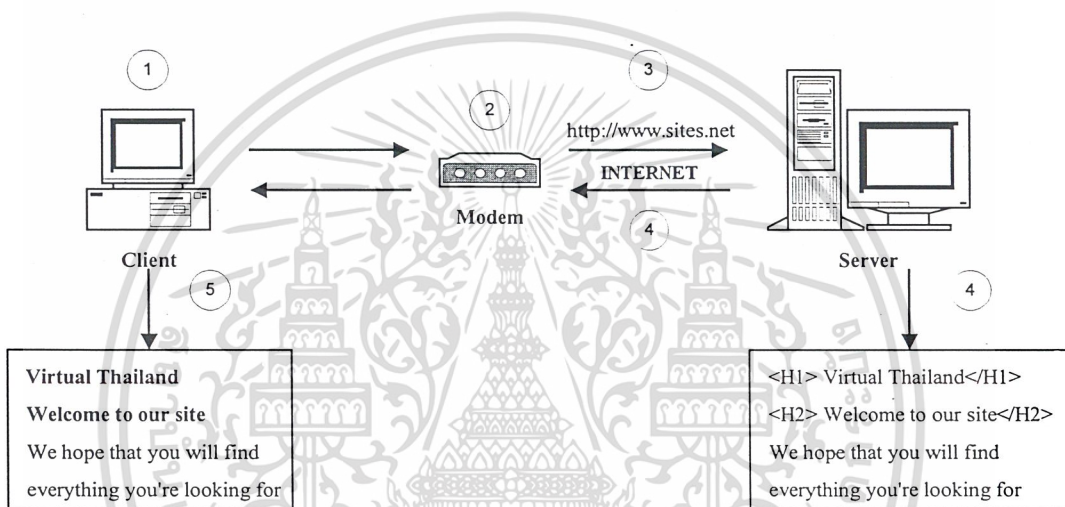 1
3
2
http://www.sites.net
INTERNET
Modem
4
Client
Server
5
4
Virtual Thailand
Welcome to our site
We hope that you will find
everything you're looking for
<H1> Virtual Thailand</H1>
<H2> Welcome to our site</H2>
We hope that you will find
everything you're looking for